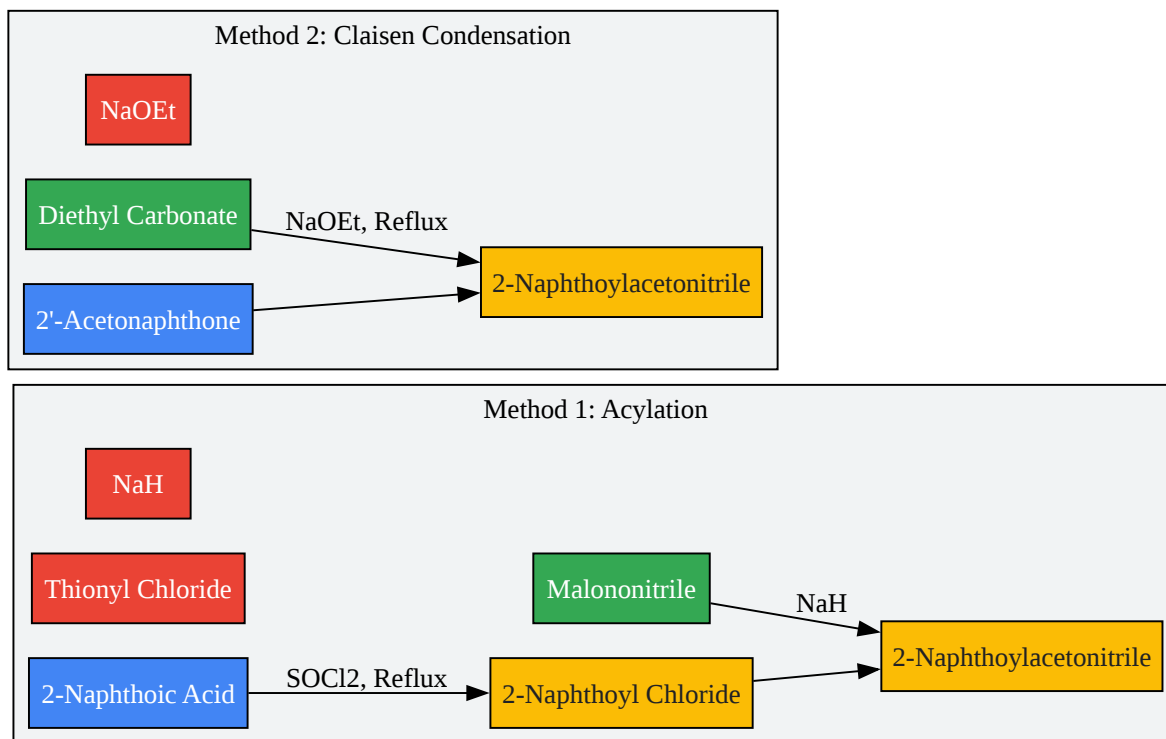 Method 2: Claisen Condensation
NaOEt
Diethyl Carbonate
NaOEt, Reflux
2-Naphthoylacetonitrile
2'-Acetonaphthone
Method 1: Acylation
NaH
Thionyl Chloride
Malononitrile
NaH
2-Naphthoylacetonitrile
2-Naphthoic Acid
SOCl2, Reflux
2-Naphthoyl Chloride